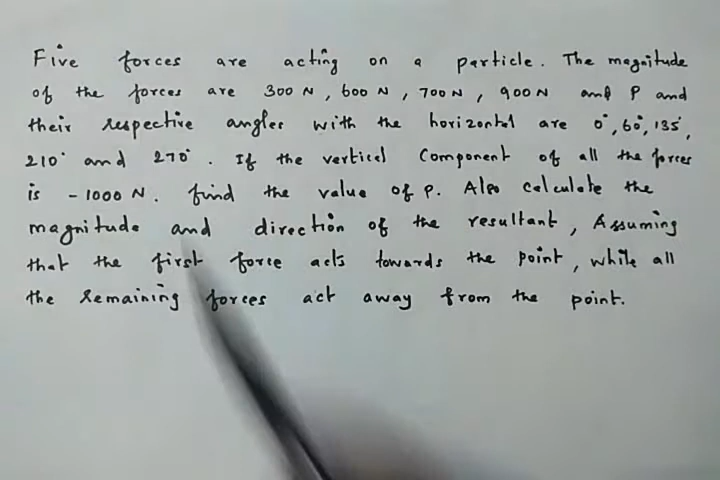 Five forces are acting on a particle. The magnitude
of the forces are 300 N, 600 N, 700 N, 900 N and P and
their respective angles with the horizontal are 0°, 60°, 135°,
210° and 270°. If the vertical component of all the forces
is -1000 N. find the value of P. Also calculate the
magnitude and direction of the resultant, Assuming
that the first force acts towards the point, while all
the remaining forces act away from the point.